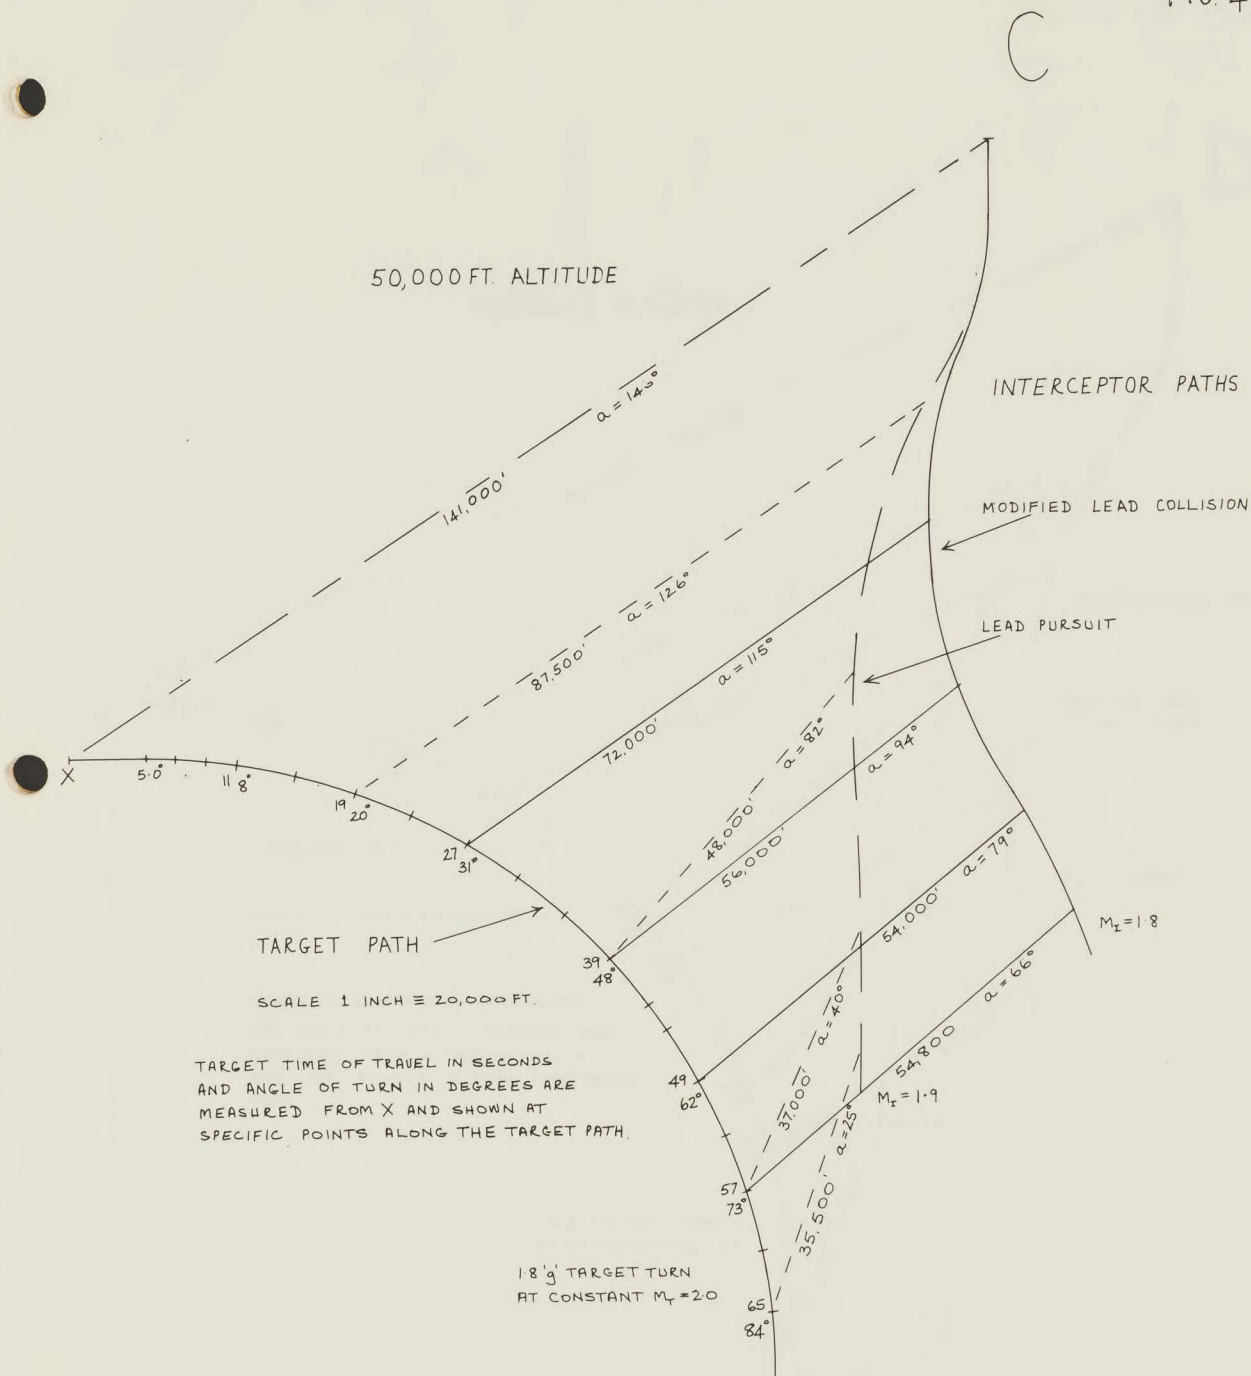 C
50,000 FT. ALTITUDE
a = 140°
141,000'
INTERCEPTOR PATHS
MODIFIED LEAD COLLISION
a = 126°
87,500'
LEAD PURSUIT
a = 115°
72,000'
X
5·0°
11 8°
19 20°
27 31°
a = 82°
48,000'
a = 94°
56,000'
TARGET PATH
39 48°
a = 79°
54,000'
M_I = 1·8
SCALE 1 INCH ≡ 20,000 FT.
a = 66°
54,800
a = 40°
37,000'
TARGET TIME OF TRAVEL IN SECONDS
AND ANGLE OF TURN IN DEGREES ARE
MEASURED FROM X AND SHOWN AT
SPECIFIC POINTS ALONG THE TARGET PATH.
49 62°
M_I = 1·9
a = 25°
35,500'
57 73°
1·8 'g' TARGET TURN
AT CONSTANT M_T = 2·0
65 84°